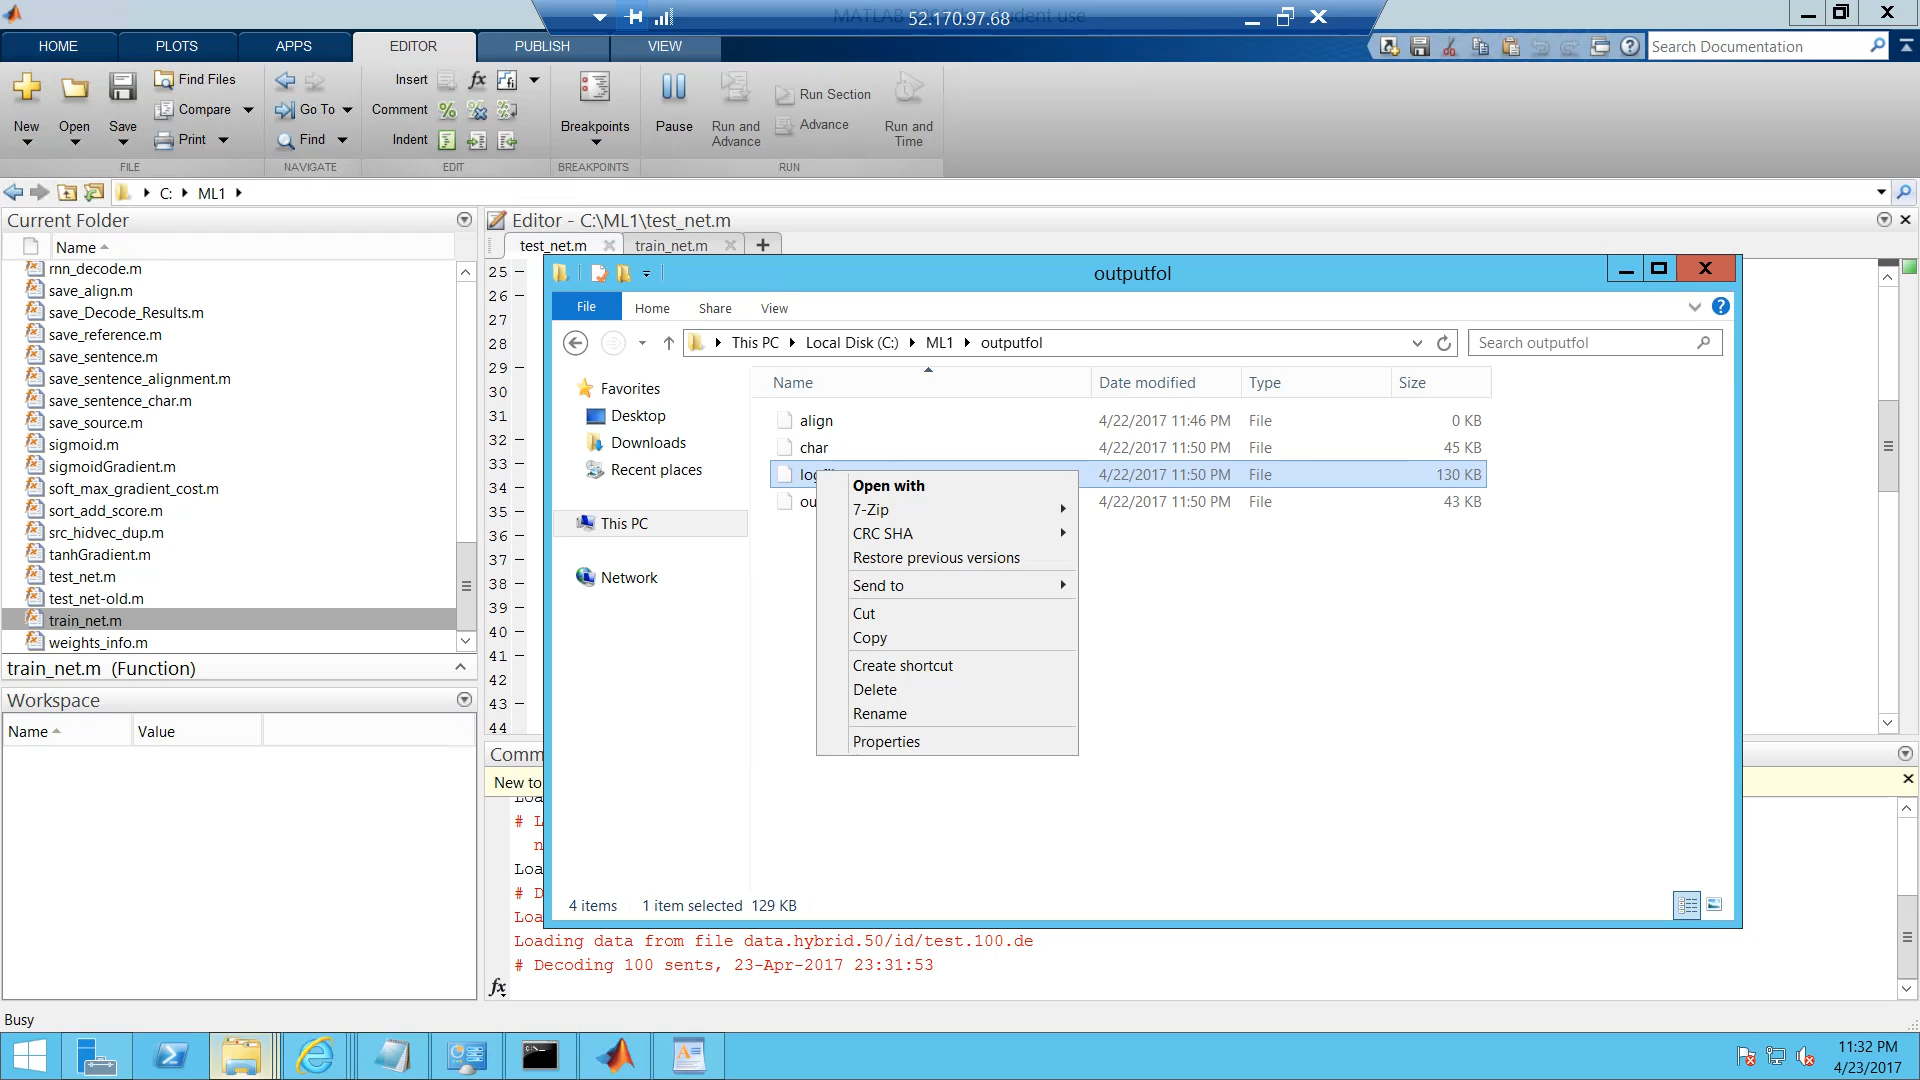 52.170.97.68
HOME PLOTS APPS EDITOR PUBLISH VIEW
Search Documentation
New Open Save
Find Files
Compare
Print
FILE
Go To
Find
NAVIGATE
Insert
Comment
Indent
EDIT
Breakpoints
BREAKPOINTS
Pause
Run and Advance
Run Section
Advance
Run and Time
RUN
C: ML1
Current Folder
Name
rnn_decode.m
save_align.m
save_Decode_Results.m
save_reference.m
save_sentence.m
save_sentence_alignment.m
save_sentence_char.m
save_source.m
sigmoid.m
sigmoidGradient.m
soft_max_gradient_cost.m
sort_add_score.m
src_hidvec_dup.m
tanhGradient.m
test_net.m
test_net-old.m
train_net.m
weights_info.m
train_net.m (Function)
Workspace
Name Value
Editor - C:\ML1\test_net.m
test_net.m train_net.m
25
26
27
28
29
30
31
32
33
34
35
36
37
38
39
40
41
42
43
44
outputfol
File Home Share View
This PC Local Disk (C:) ML1 outputfol
Search outputfol
Favorites
Desktop
Downloads
Recent places
This PC
Network
Name Date modified Type Size
align 4/22/2017 11:46 PM File 0 KB
char 4/22/2017 11:50 PM File 45 KB
4/22/2017 11:50 PM File 130 KB
ou 4/22/2017 11:50 PM File 43 KB
Open with
7-Zip
CRC SHA
Restore previous versions
Send to
Cut
Copy
Create shortcut
Delete
Rename
Properties
4 items 1 item selected 129 KB
Comm
New to
# L
n
Loa
# D
Loa
Loading data from file data.hybrid.50/id/test.100.de
# Decoding 100 sents, 23-Apr-2017 23:31:53
fx
Busy
11:32 PM
4/23/2017